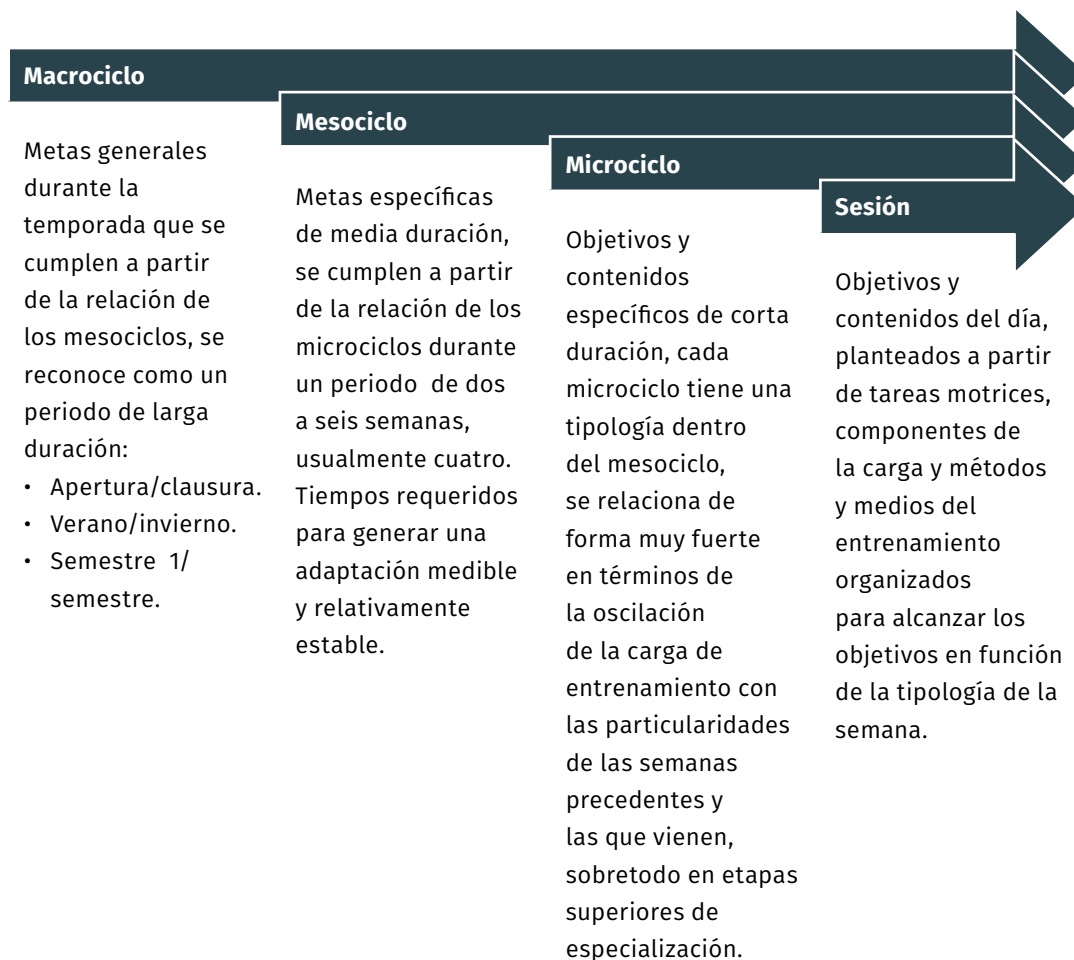 Macrociclo
Metas generales
durante la
temporada que se
cumplen a partir
de la relación de
los mesociclos, se
reconoce como un
periodo de larga
duración:
• Apertura/clausura.
• Verano/invierno.
• Semestre 1/
semestre.
Mesociclo
Metas específicas
de media duración,
se cumplen a partir
de la relación de los
microciclos durante
un periodo de dos
a seis semanas,
usualmente cuatro.
Tiempos requeridos
para generar una
adaptación medible
y relativamente
estable.
Microciclo
Objetivos y
contenidos
específicos de corta
duración, cada
microciclo tiene una
tipología dentro
del mesociclo,
se relaciona de
forma muy fuerte
en términos de
la oscilación
de la carga de
entrenamiento con
las particularidades
de las semanas
precedentes y
las que vienen,
sobretodo en etapas
superiores de
especialización.
Sesión
Objetivos y
contenidos del día,
planteados a partir
de tareas motrices,
componentes de
la carga y métodos
y medios del
entrenamiento
organizados
para alcanzar los
objetivos en función
de la tipología de la
semana.